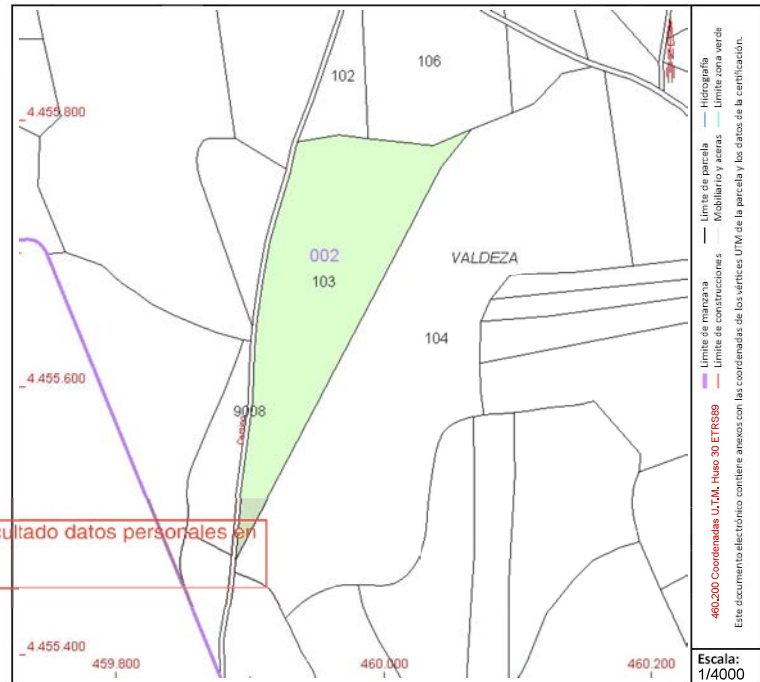 102
106
4.455.800
002
103
VALDEZA
104
4.455.600
9008
Camino
cultado datos personales en
4.455.400
459.800
460.000
460.200
Límite de manzana
Límite de parcela
Hidrografía
Límite de construcciones
Mobiliario y aceras
Límite zona verde
460.200 Coordenadas U.T.M. Huso 30 ETRS89
Este documento electrónico contiene anexos con las coordenadas de los vértices UTM de la parcela y los datos de la certificación.
Escala:
1/4000